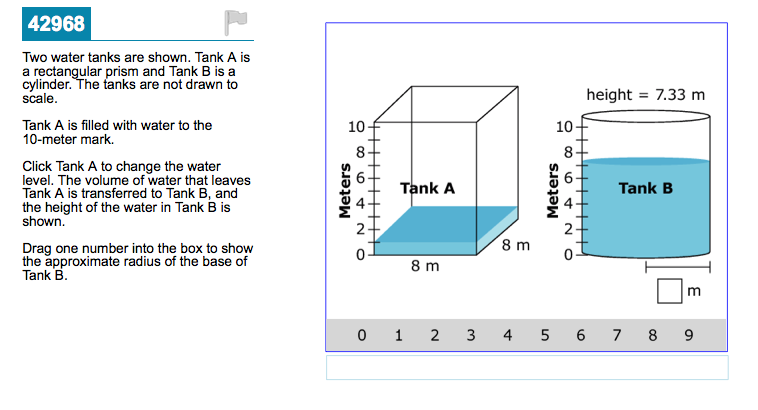 42968
Two water tanks are shown. Tank A is
a rectangular prism and Tank B is a
cylinder. The tanks are not drawn to
scale.
Tank A is filled with water to the
10-meter mark.
Click Tank A to change the water
level. The volume of water that leaves
Tank A is transferred to Tank B, and
the height of the water in Tank B is
shown.
Drag one number into the box to show
the approximate radius of the base of
Tank B.
height = 7.33 m
10
8
6
4
2
0
Meters
Tank A
8 m
8 m
10
8
6
4
2
0
Meters
Tank B
m
0 1 2 3 4 5 6 7 8 9